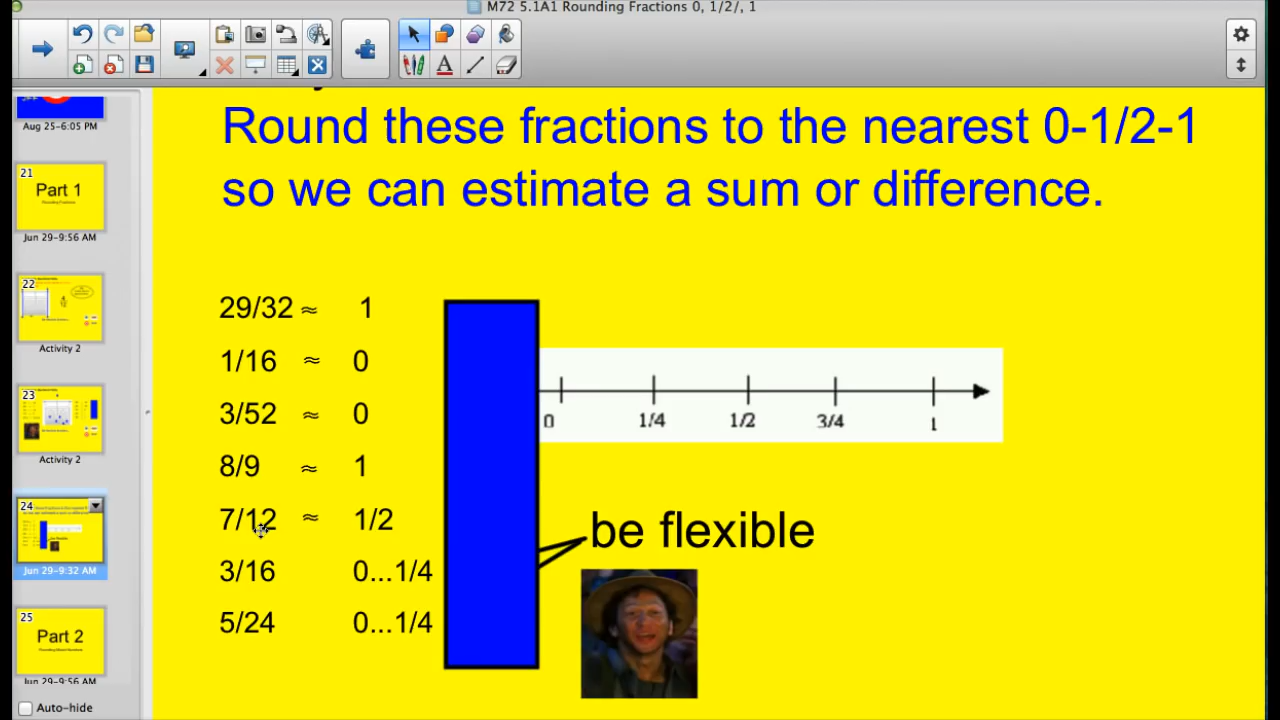 M72 5.1A1 Rounding Fractions 0, 1/2/, 1
Aug 25-6:05 PM
21
Part 1
Rounding Fractions
Jun 29-9:56 AM
22
Activity 2
23
Activity 2
24
Jun 29-9:32 AM
25
Part 2
Rounding Mixed Numbers
Jun 29-9:56 AM
Auto-hide
Round these fractions to the nearest 0-1/2-1
so we can estimate a sum or difference.
29/32 ≈ 1
1/16 ≈ 0
3/52 ≈ 0
8/9 ≈ 1
7/12 ≈ 1/2
3/16 0...1/4
5/24 0...1/4
0 1/4 1/2 3/4 1
be flexible